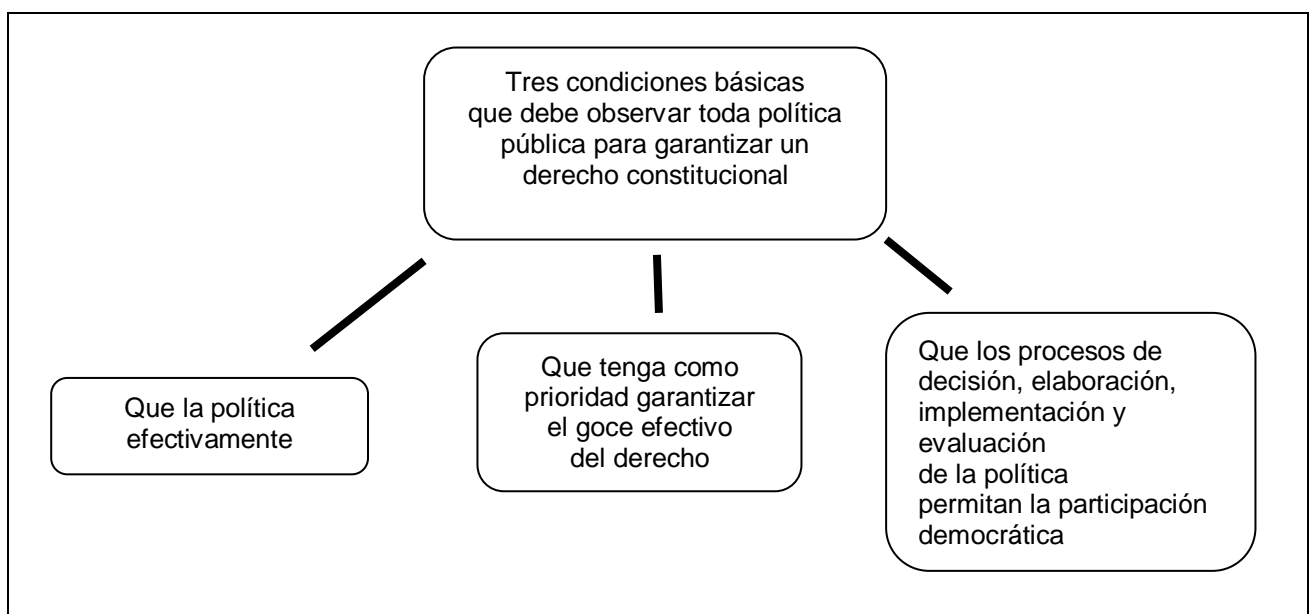 Tres condiciones básicas
que debe observar toda política
pública para garantizar un
derecho constitucional
Que la política
efectivamente
Que tenga como
prioridad garantizar
el goce efectivo
del derecho
Que los procesos de
decisión, elaboración,
implementación y
evaluación
de la política
permitan la participación
democrática